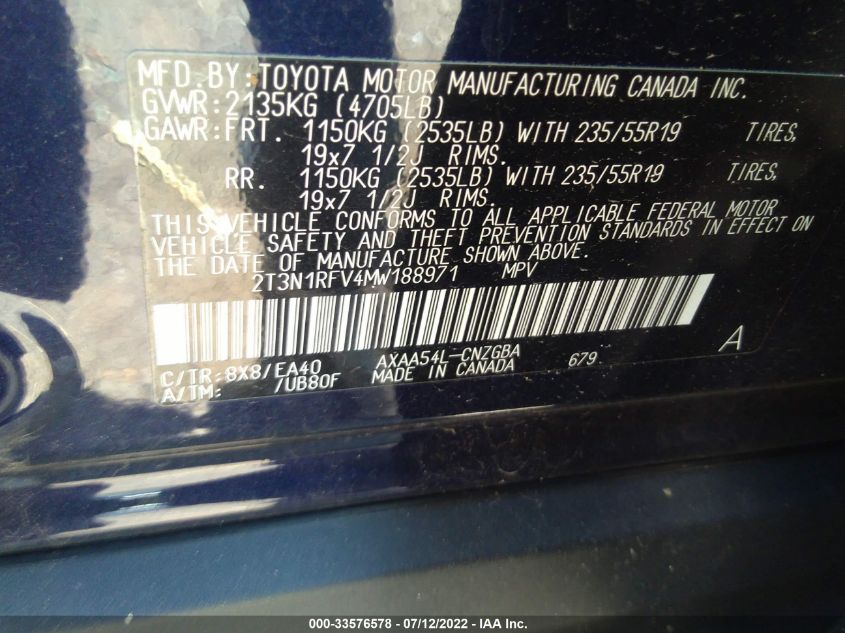 MFD. BY: TOYOTA MOTOR MANUFACTURING CANADA INC.
GVWR: 2135KG (4705LB)
GAWR: FRT. 1150KG (2535LB) WITH 235/55R19 TIRES,
19x7 1/2J RIMS.
RR. 1150KG (2535LB) WITH 235/55R19 TIRES,
19x7 1/2J RIMS.
THIS VEHICLE CONFORMS TO ALL APPLICABLE FEDERAL MOTOR
VEHICLE SAFETY AND THEFT PREVENTION STANDARDS IN EFFECT ON
THE DATE OF MANUFACTURE SHOWN ABOVE.
2T3N1RFV4MW188971 MPV
C/TR: 8X8/EA40 AXAA54L-CNZGBA 679 A
A/TM: /UB80F MADE IN CANADA
000-33576578 - 07/12/2022 - IAA Inc.